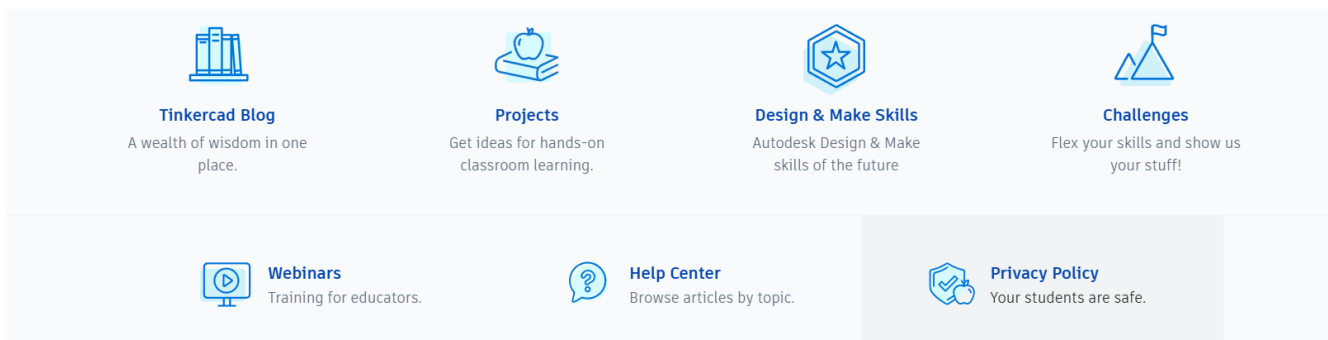 Tinkercad Blog
A wealth of wisdom in one
place.
Projects
Get ideas for hands-on
classroom learning.
Design & Make Skills
Autodesk Design & Make
skills of the future
Challenges
Flex your skills and show us
your stuff!
Webinars
Training for educators.
Help Center
Browse articles by topic.
Privacy Policy
Your students are safe.